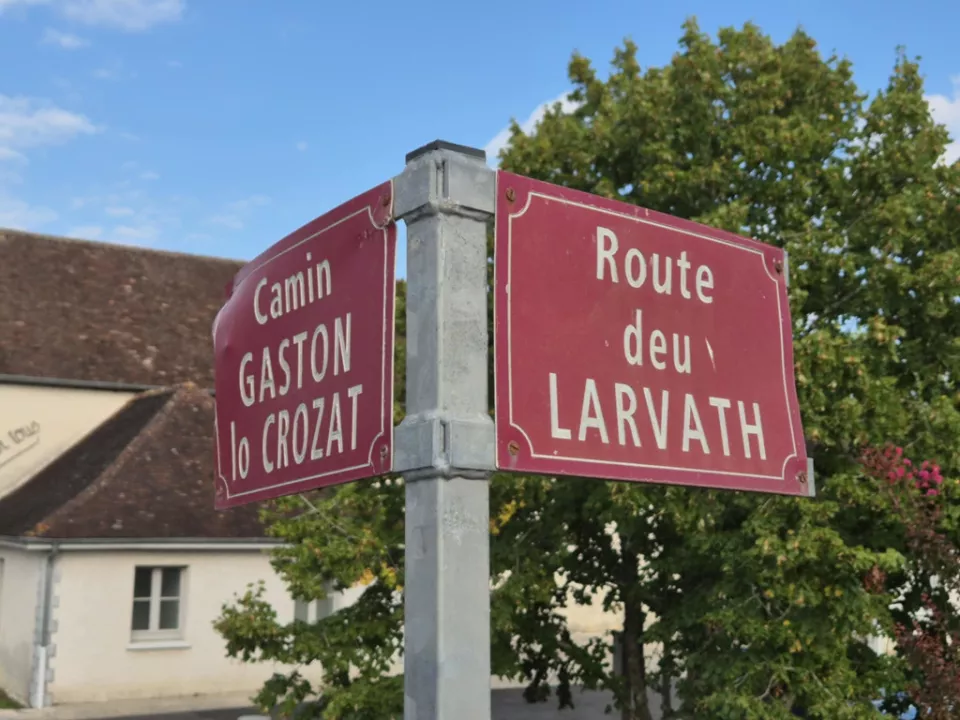 Camin
GASTON
lo CROZAT
Route
deu
LARVATH